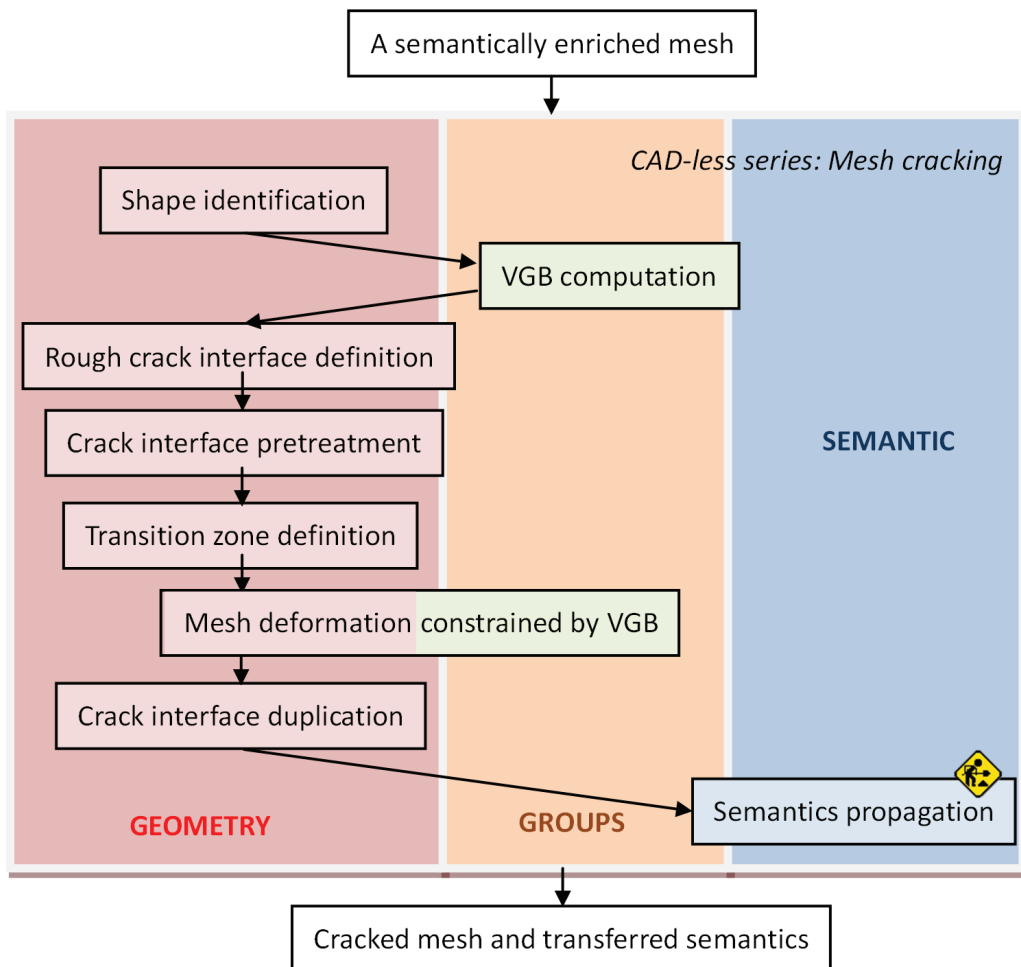 A semantically enriched mesh
CAD-less series: Mesh cracking
Shape identification
VGB computation
Rough crack interface definition
Crack interface pretreatment
SEMANTIC
Transition zone definition
Mesh deformation constrained by VGB
Crack interface duplication
Semantics propagation
GEOMETRY
GROUPS
Cracked mesh and transferred semantics